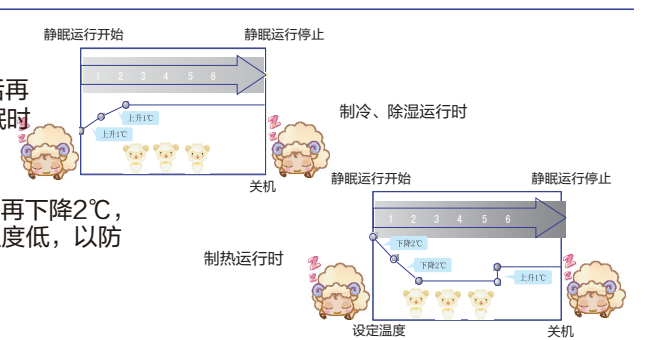 静眠运行开始 静眠运行停止
1 2 3 4 5 6
后再
眠时
上升1℃
上升1℃
z z
z z
制冷、除湿运行时
关机
再下降2℃，
度低，以防
静眠运行开始 静眠运行停止
1 2 3 4 5 6
下降2℃
下降2℃
上升1℃
制热运行时
z z
z z
设定温度 关机